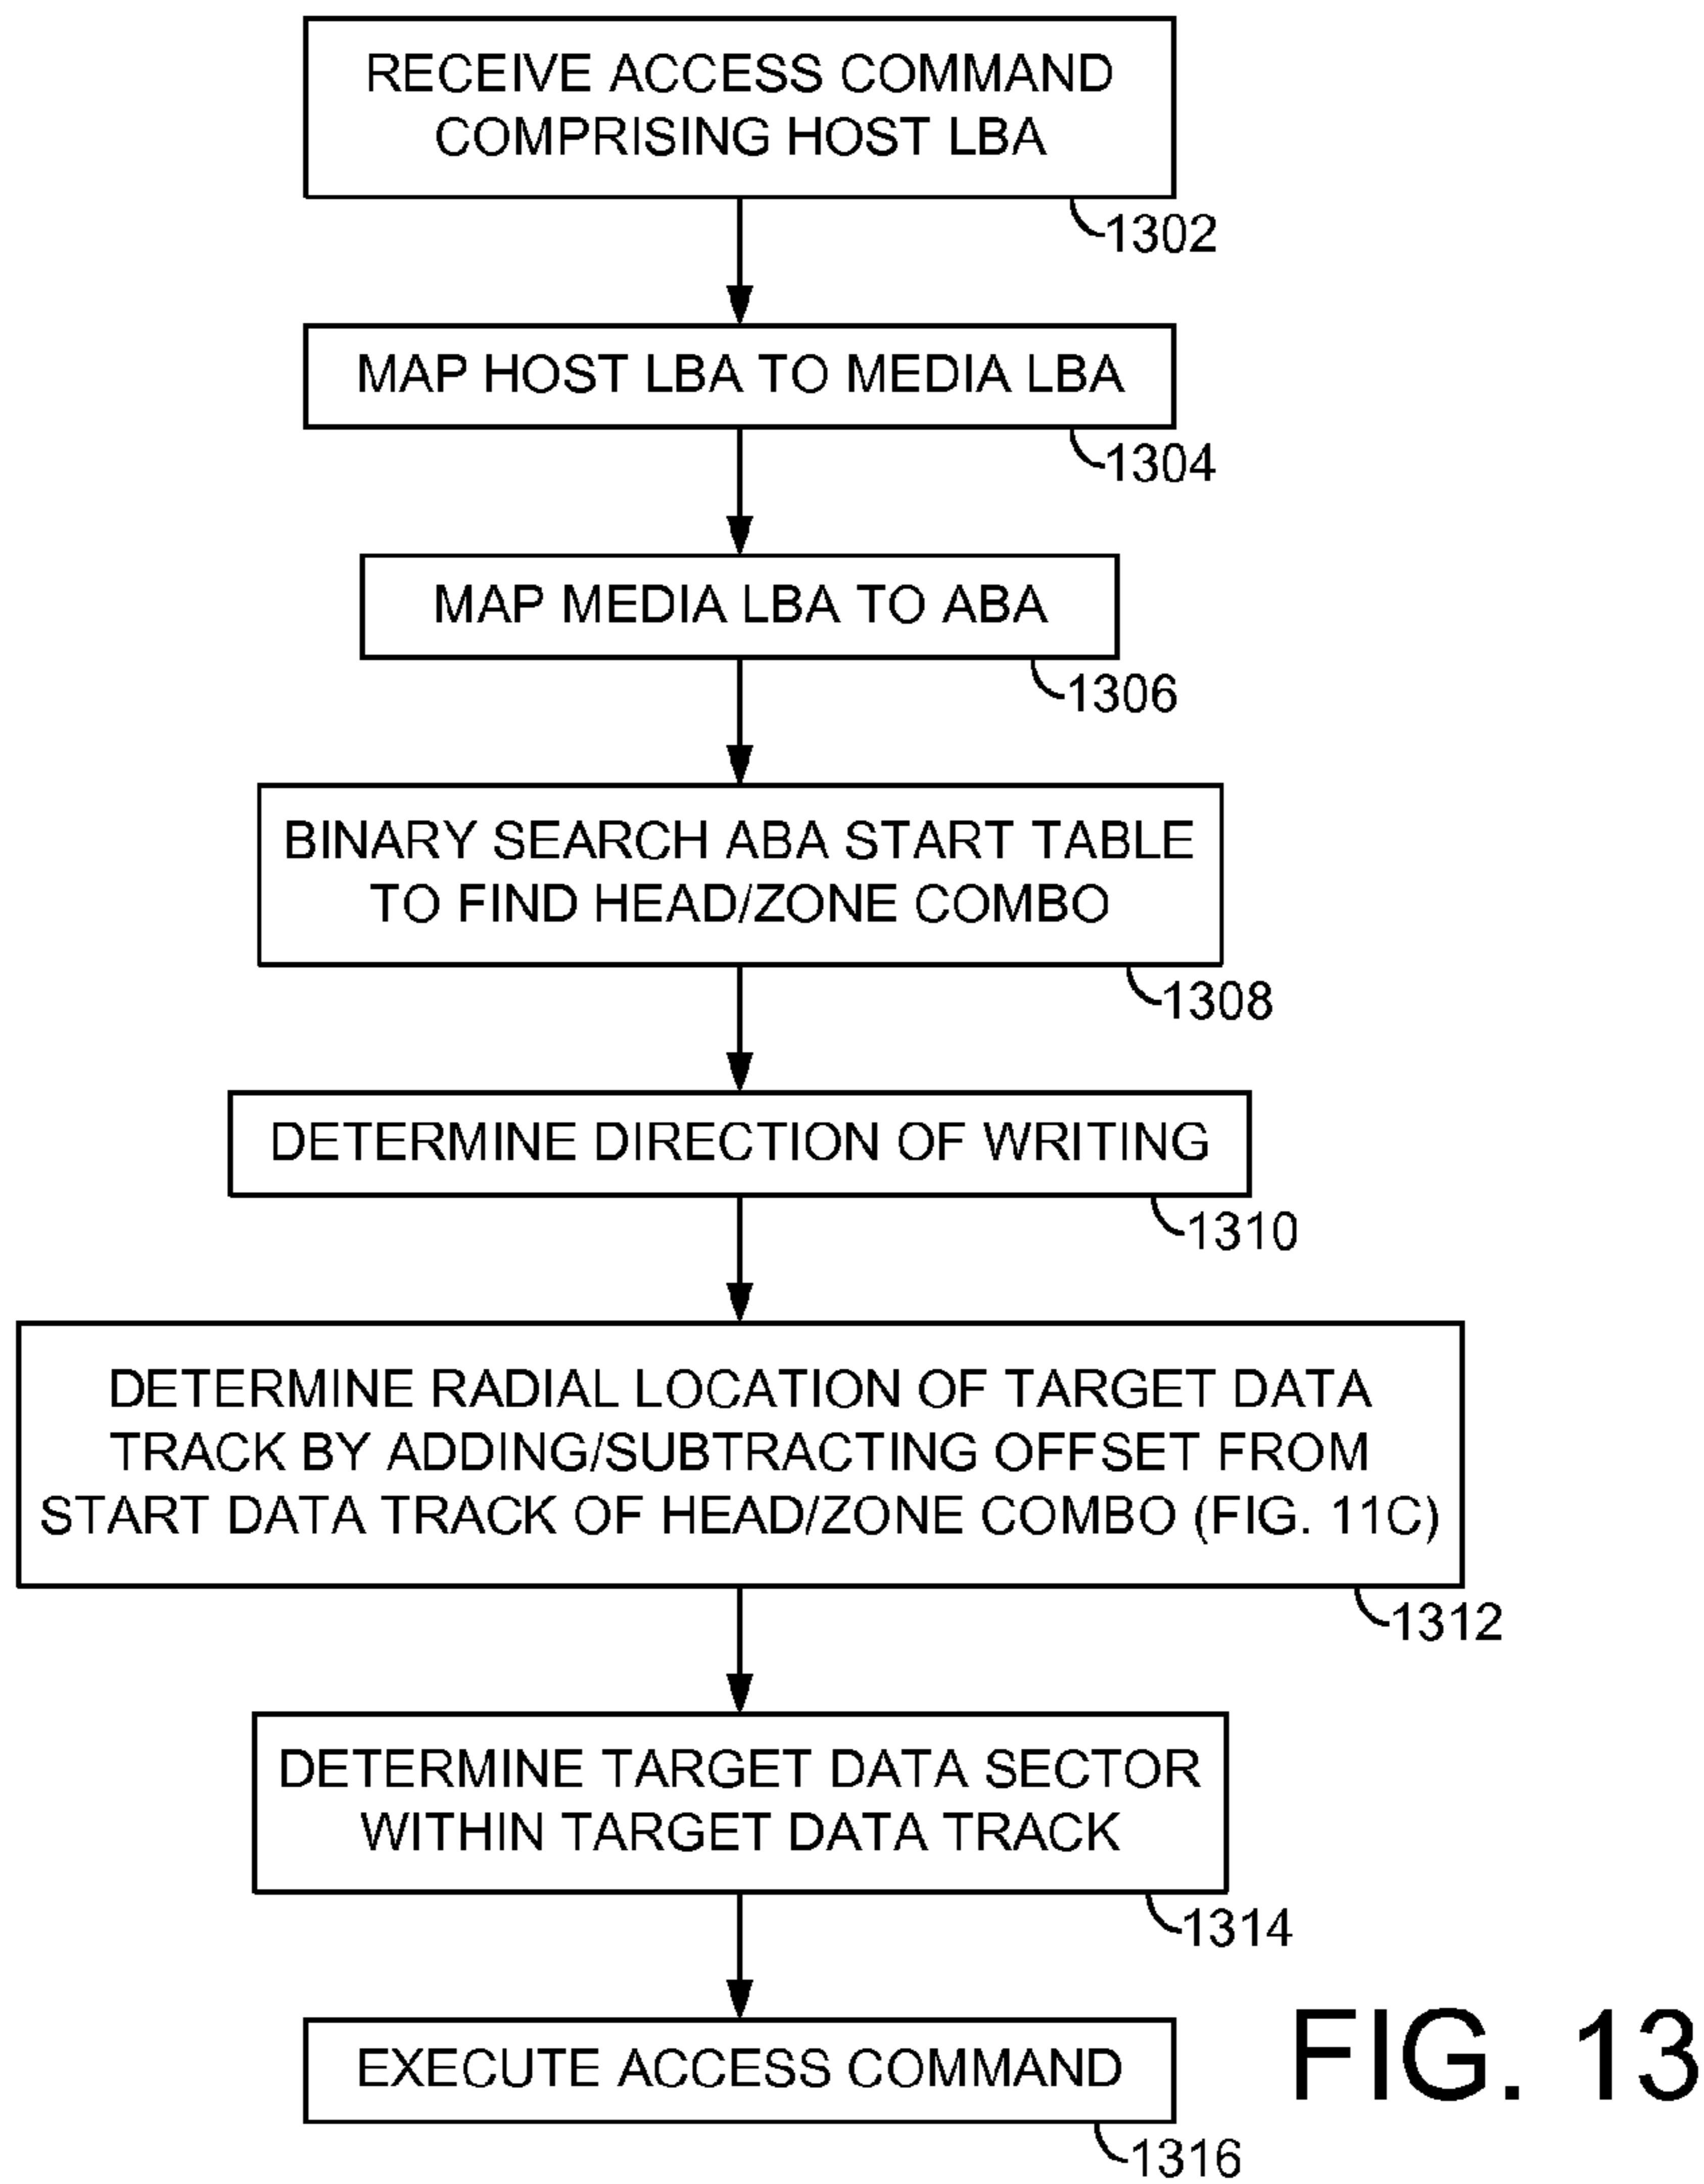 RECEIVE ACCESS COMMAND
COMPRISING HOST LBA
1302
MAP HOST LBA TO MEDIA LBA
1304
MAP MEDIA LBA TO ABA
1306
BINARY SEARCH ABA START TABLE
TO FIND HEAD/ZONE COMBO
1308
DETERMINE DIRECTION OF WRITING
1310
DETERMINE RADIAL LOCATION OF TARGET DATA
TRACK BY ADDING/SUBTRACTING OFFSET FROM
START DATA TRACK OF HEAD/ZONE COMBO (FIG. 11C)
1312
DETERMINE TARGET DATA SECTOR
WITHIN TARGET DATA TRACK
1314
EXECUTE ACCESS COMMAND
1316
FIG. 13